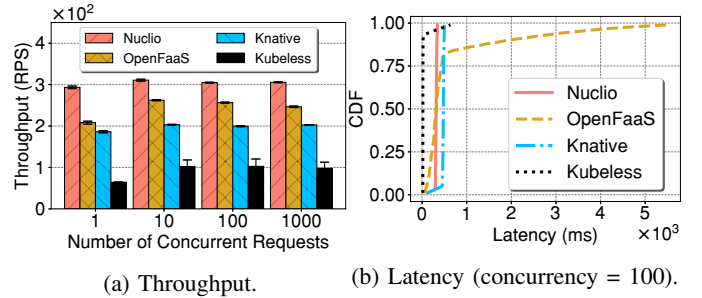 ×10²
Throughput (RPS)
4
3
2
1
0
Nuclio
OpenFaaS
Knative
Kubeless
1 10 100 1000
Number of Concurrent Requests
(a) Throughput.
CDF
1.00
0.75
0.50
0.25
0.00
Nuclio
OpenFaaS
Knative
Kubeless
0 1 2 3 4 5
Latency (ms)
×10³
(b) Latency (concurrency = 100).